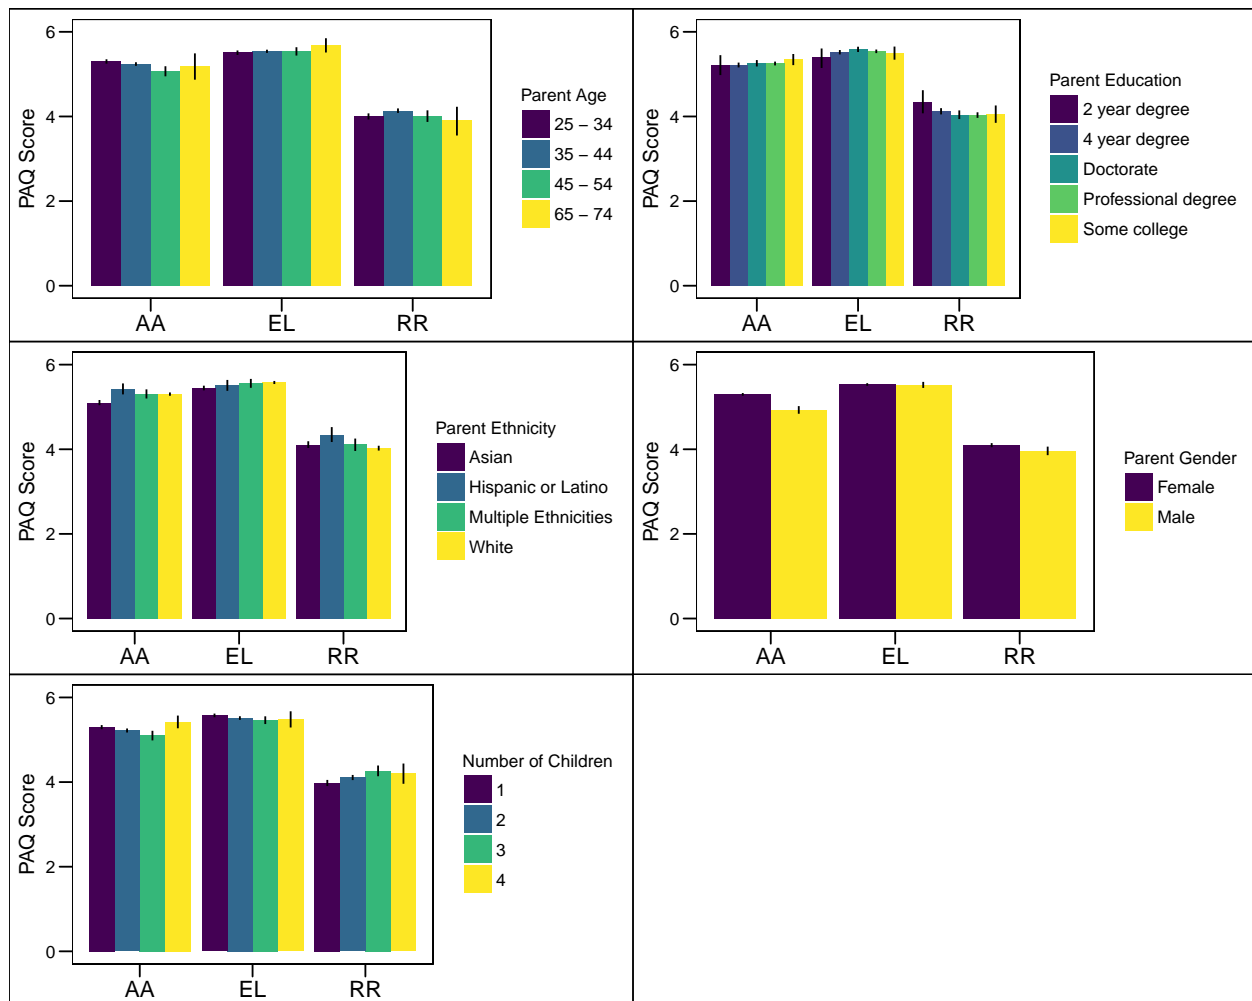 6
4
2
0
PAQ Score
AA EL RR
Parent Age
25 – 34
35 – 44
45 – 54
65 – 74
6
4
2
0
PAQ Score
AA EL RR
Parent Education
2 year degree
4 year degree
Doctorate
Professional degree
Some college
6
4
2
0
PAQ Score
AA EL RR
Parent Ethnicity
Asian
Hispanic or Latino
Multiple Ethnicities
White
6
4
2
0
PAQ Score
AA EL RR
Parent Gender
Female
Male
6
4
2
0
PAQ Score
AA EL RR
Number of Children
1
2
3
4